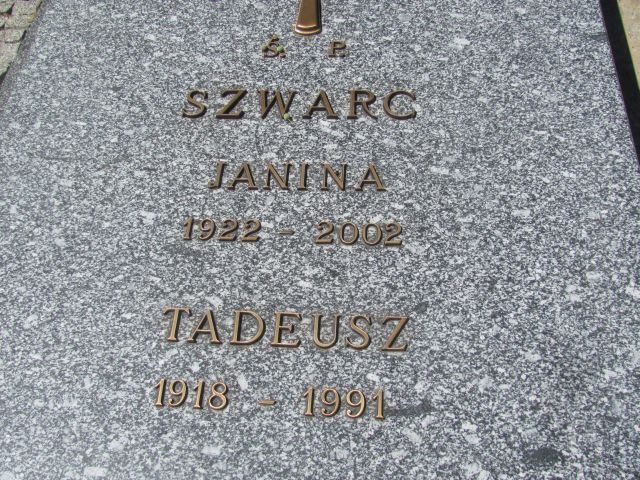 Ś. P.
SZWARC
JANINA
1922 - 2002
TADEUSZ
1918 - 1991